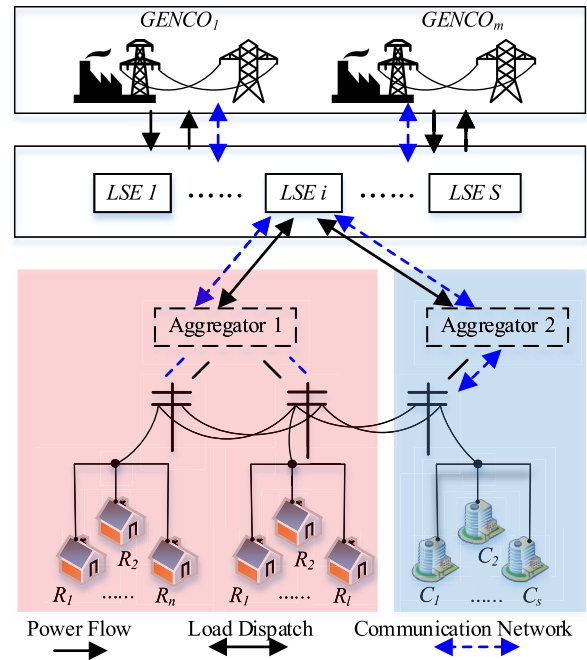 GENCO1 GENCOm
LSE 1 ...... LSE i ...... LSE S
Aggregator 1 Aggregator 2
R2 R2 C2
R1 ...... Rn R1 ...... Rl C1 ...... Cs
Power Flow Load Dispatch Communication Network